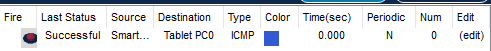 Fire Last Status Source Destination Type Color Time(sec) Periodic Num Edit
Successful Smart... Tablet PC0 ICMP 0.000 N 0 (edit)